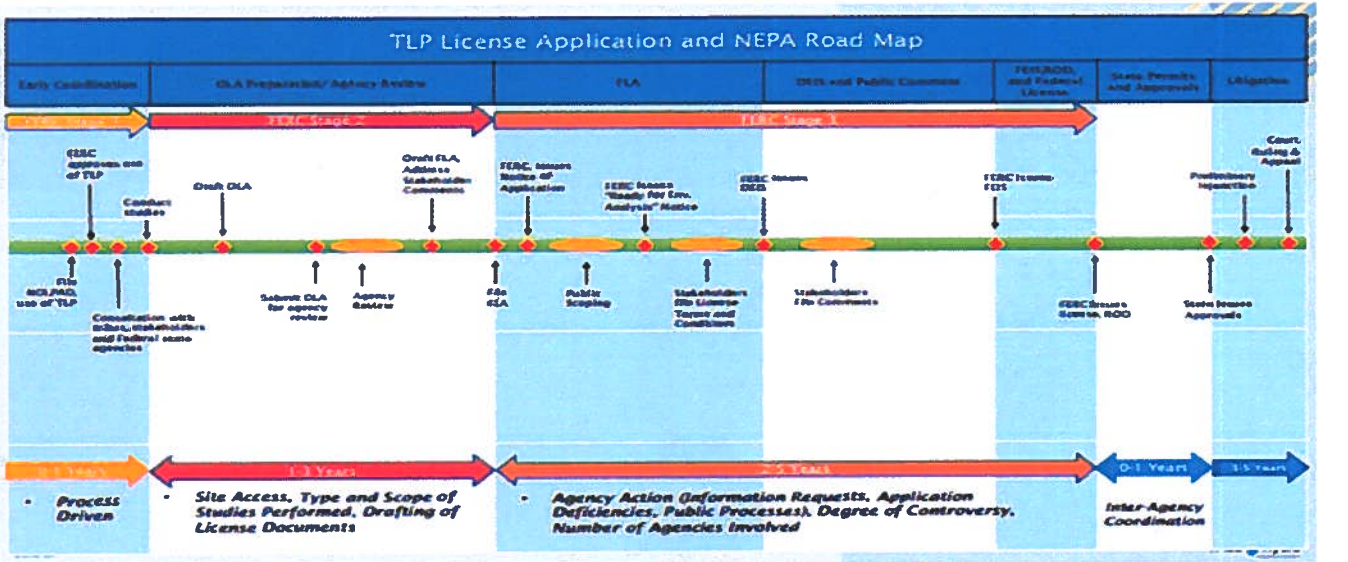 TLP License Application and NEPA Road Map
Early Coordination
DLA Preparation/ Agency Review
FLA
DEIS and Public Comment
FEIS/ROD,
and Federal
License
State Permits
and Approvals
Litigation
FERC Stage 1
FERC Stage 2
FERC Stage 3
FERC
approves use
of TLP
Conduct
studies
Draft DLA
Draft FLA,
Address
Stakeholder
Comments
FERC, Issues
Notice of
Application
FERC Issues
"Ready for Env.
Analysis" Notice
FERC Issues
DEIS
FERC Issues
FEIS
Preliminary
Injunction
Court
Ruling &
Appeal
File
NOI,PAD,
use of TLP
Consultation with
tribes, stakeholders
and Federal state
agencies
Submit DLA
for agency
review
Agency
Review
File
FLA
Public
Scoping
Stakeholders
File License
Terms and
Conditions
Stakeholders
File Comments
FERC Issues
license, ROD
State Issues
Approvals
1-3 Years
2-5 Years
0-1 Years
3-5 Years
• Process
Driven
• Site Access, Type and Scope of
Studies Performed, Drafting of
License Documents
• Agency Action (Information Requests, Application
Deficiencies, Public Processes), Degree of Controversy,
Number of Agencies Involved
Inter-Agency
Coordination